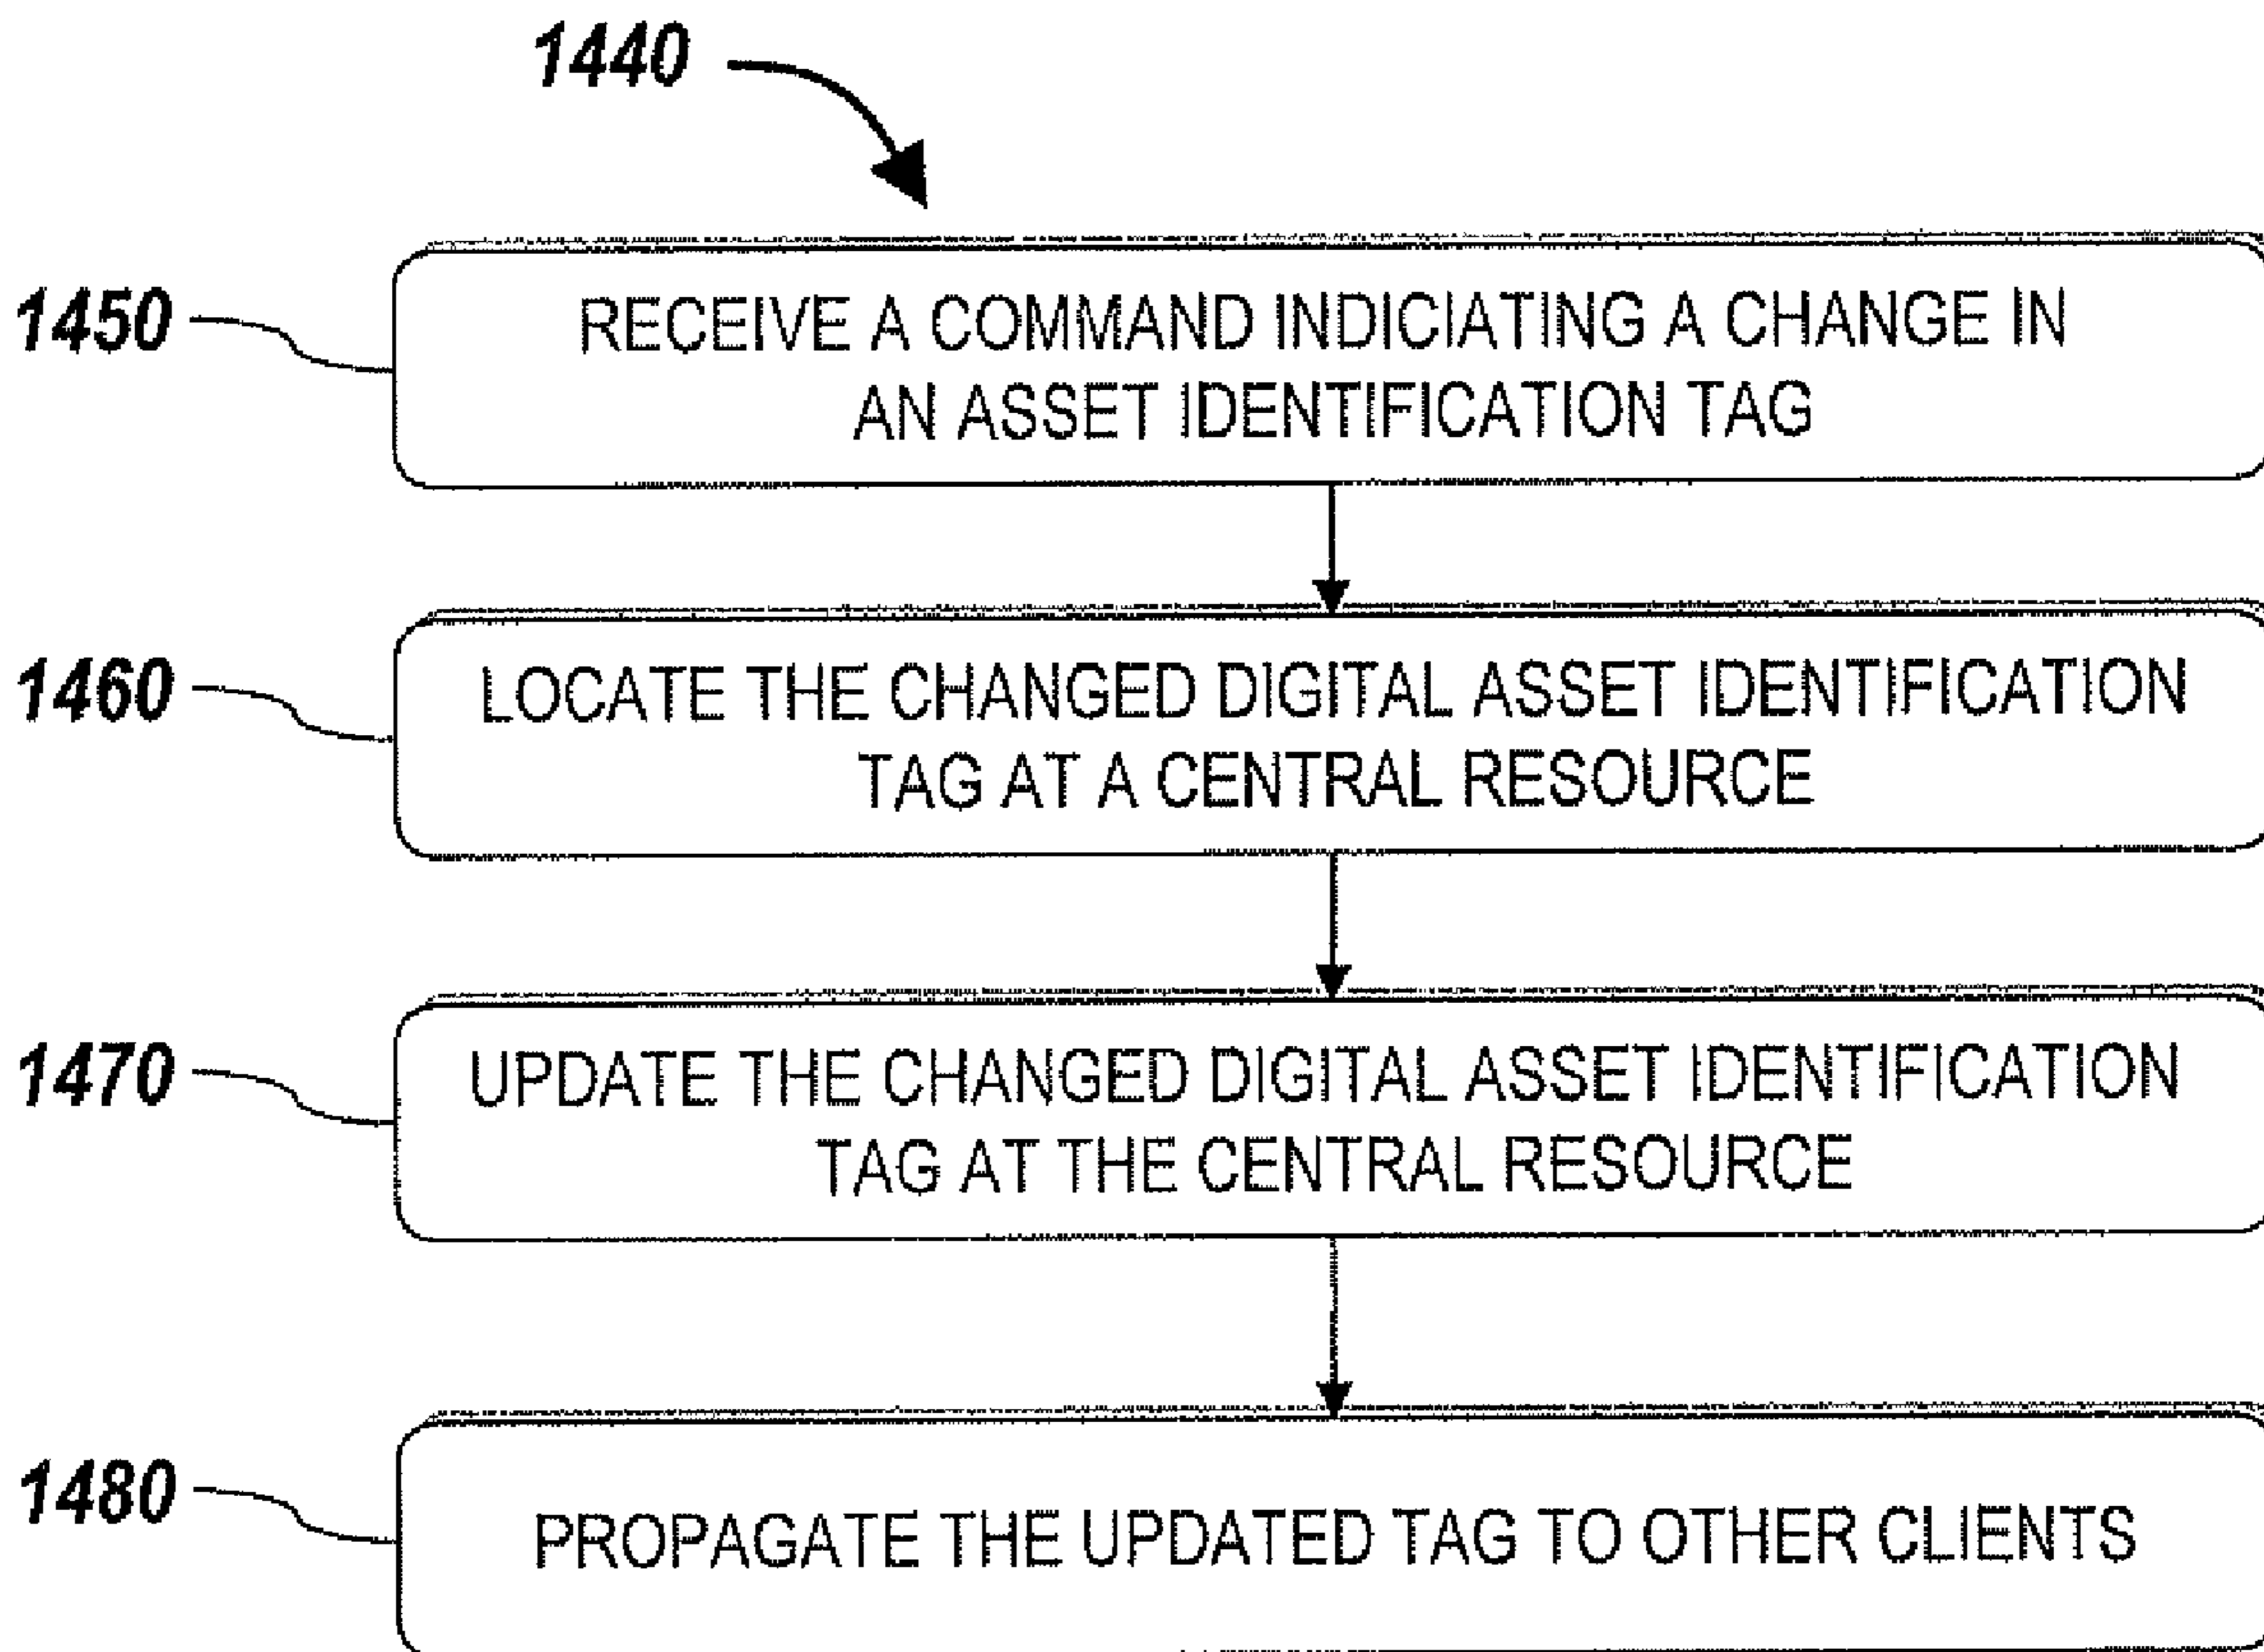 1440
1450
RECEIVE A COMMAND INDICIATING A CHANGE IN
AN ASSET IDENTIFICATION TAG
1460
LOCATE THE CHANGED DIGITAL ASSET IDENTIFICATION
TAG AT A CENTRAL RESOURCE
1470
UPDATE THE CHANGED DIGITAL ASSET IDENTIFICATION
TAG AT THE CENTRAL RESOURCE
1480
PROPAGATE THE UPDATED TAG TO OTHER CLIENTS